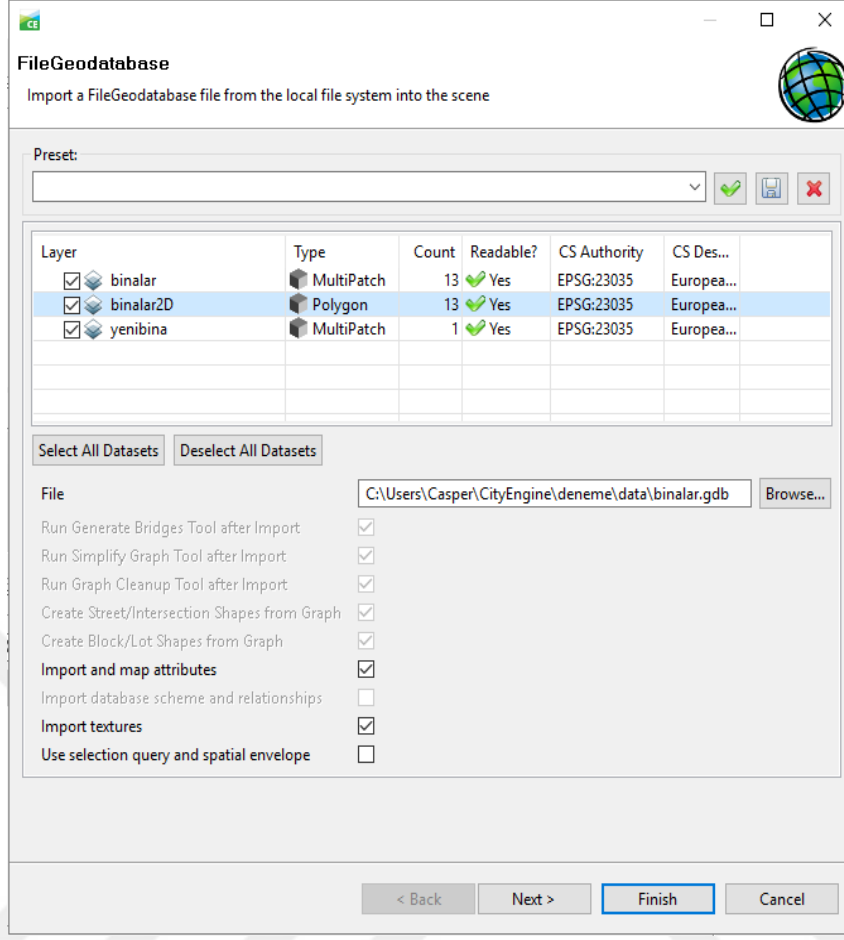 CE
FileGeodatabase
Import a FileGeodatabase file from the local file system into the scene
Preset:
Layer Type Count Readable? CS Authority CS Des...
binalar MultiPatch 13 Yes EPSG:23035 Europea...
binalar2D Polygon 13 Yes EPSG:23035 Europea...
yenibina MultiPatch 1 Yes EPSG:23035 Europea...
Select All Datasets Deselect All Datasets
File C:\Users\Casper\CityEngine\deneme\data\binalar.gdb Browse...
Run Generate Bridges Tool after Import
Run Simplify Graph Tool after Import
Run Graph Cleanup Tool after Import
Create Street/Intersection Shapes from Graph
Create Block/Lot Shapes from Graph
Import and map attributes
Import database scheme and relationships
Import textures
Use selection query and spatial envelope
< Back Next > Finish Cancel